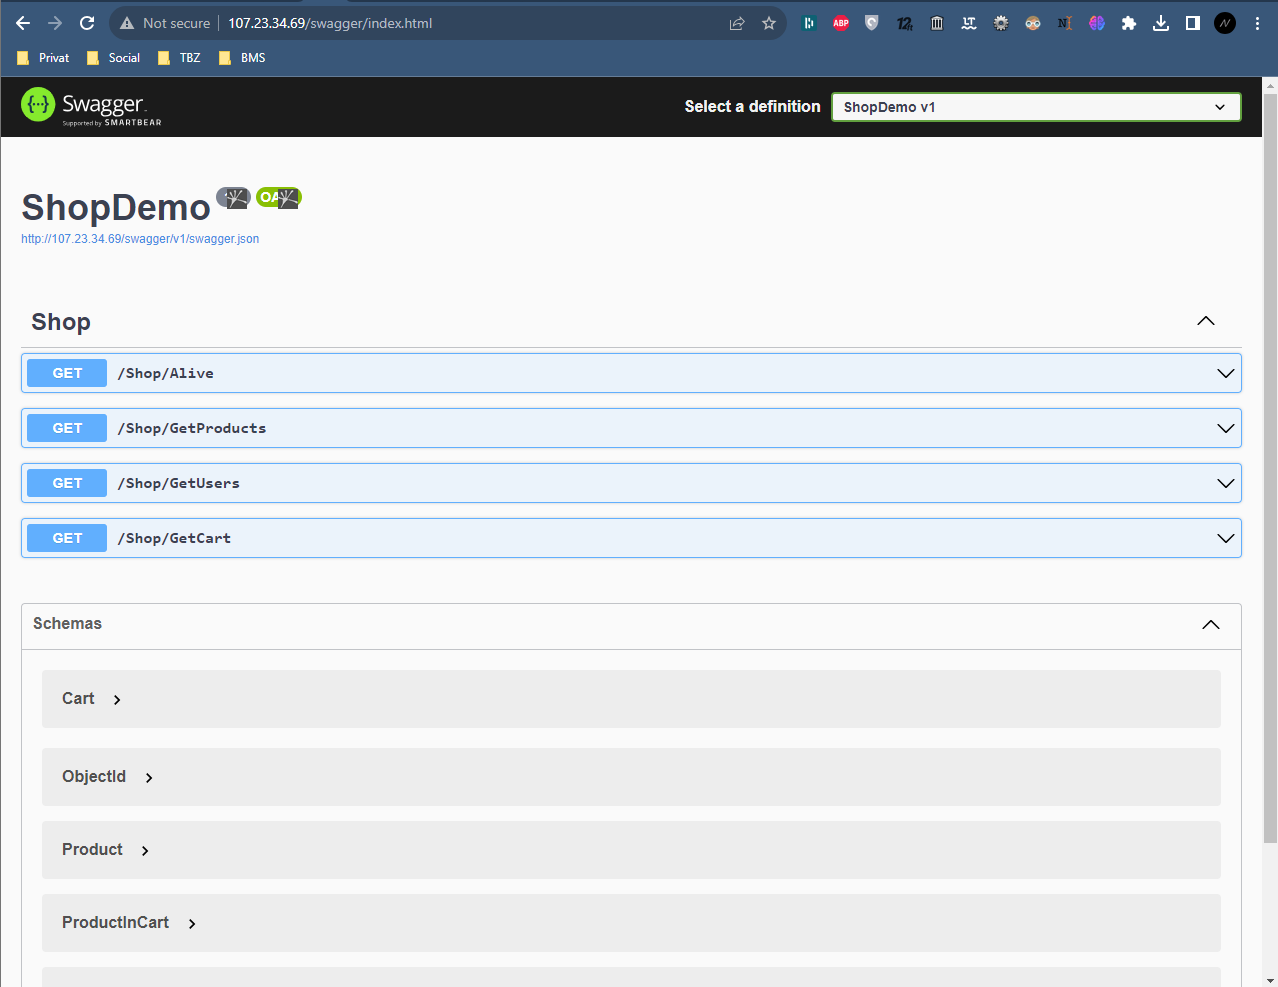 Not secure 107.23.34.69/swagger/index.html
ABP
Privat Social TBZ BMS
Swagger
Supported by SMARTBEAR
Select a definition ShopDemo v1
ShopDemo
http://107.23.34.69/swagger/v1/swagger.json
Shop
GET /Shop/Alive
GET /Shop/GetProducts
GET /Shop/GetUsers
GET /Shop/GetCart
Schemas
Cart
ObjectId
Product
ProductInCart